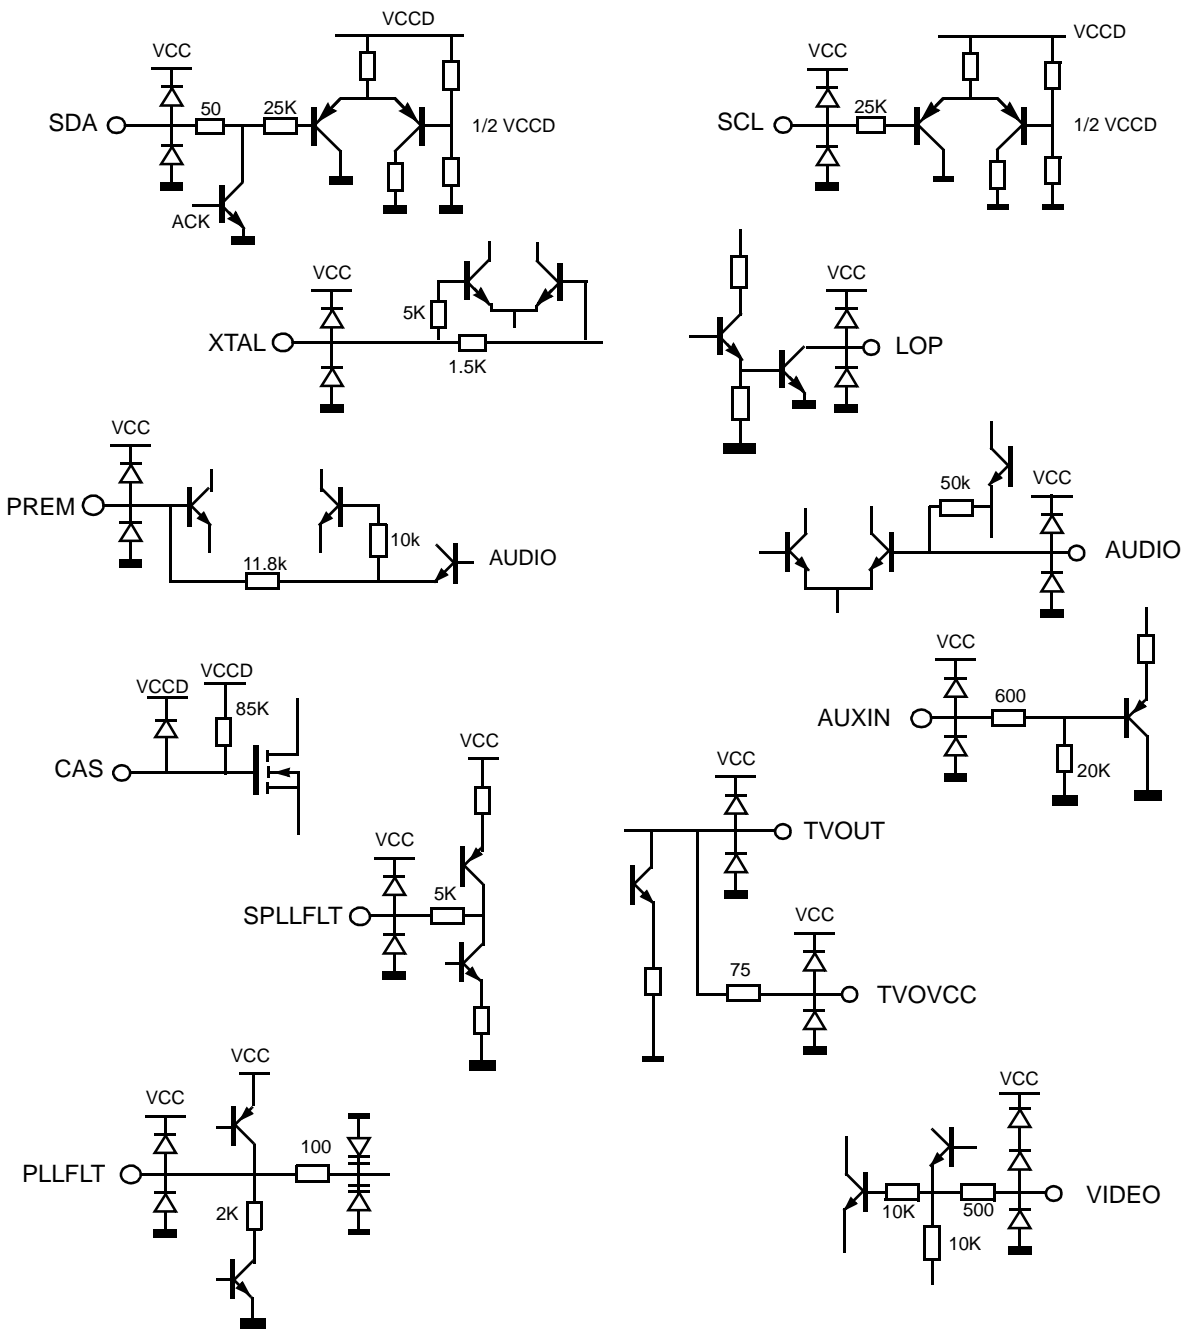 VCCD
VCC
50
25K
SDA
1/2 VCCD
ACK
VCCD
VCC
25K
SCL
1/2 VCCD
VCC
5K
XTAL
1.5K
VCC
LOP
VCC
PREM
10k
11.8k
AUDIO
50k
VCC
AUDIO
VCCD
VCCD
85K
CAS
VCC
600
AUXIN
20K
VCC
VCC
5K
SPLLFLT
VCC
TVOUT
VCC
75
TVOVCC
VCC
VCC
100
PLLFLT
2K
VCC
VIDEO
10K
500
10K